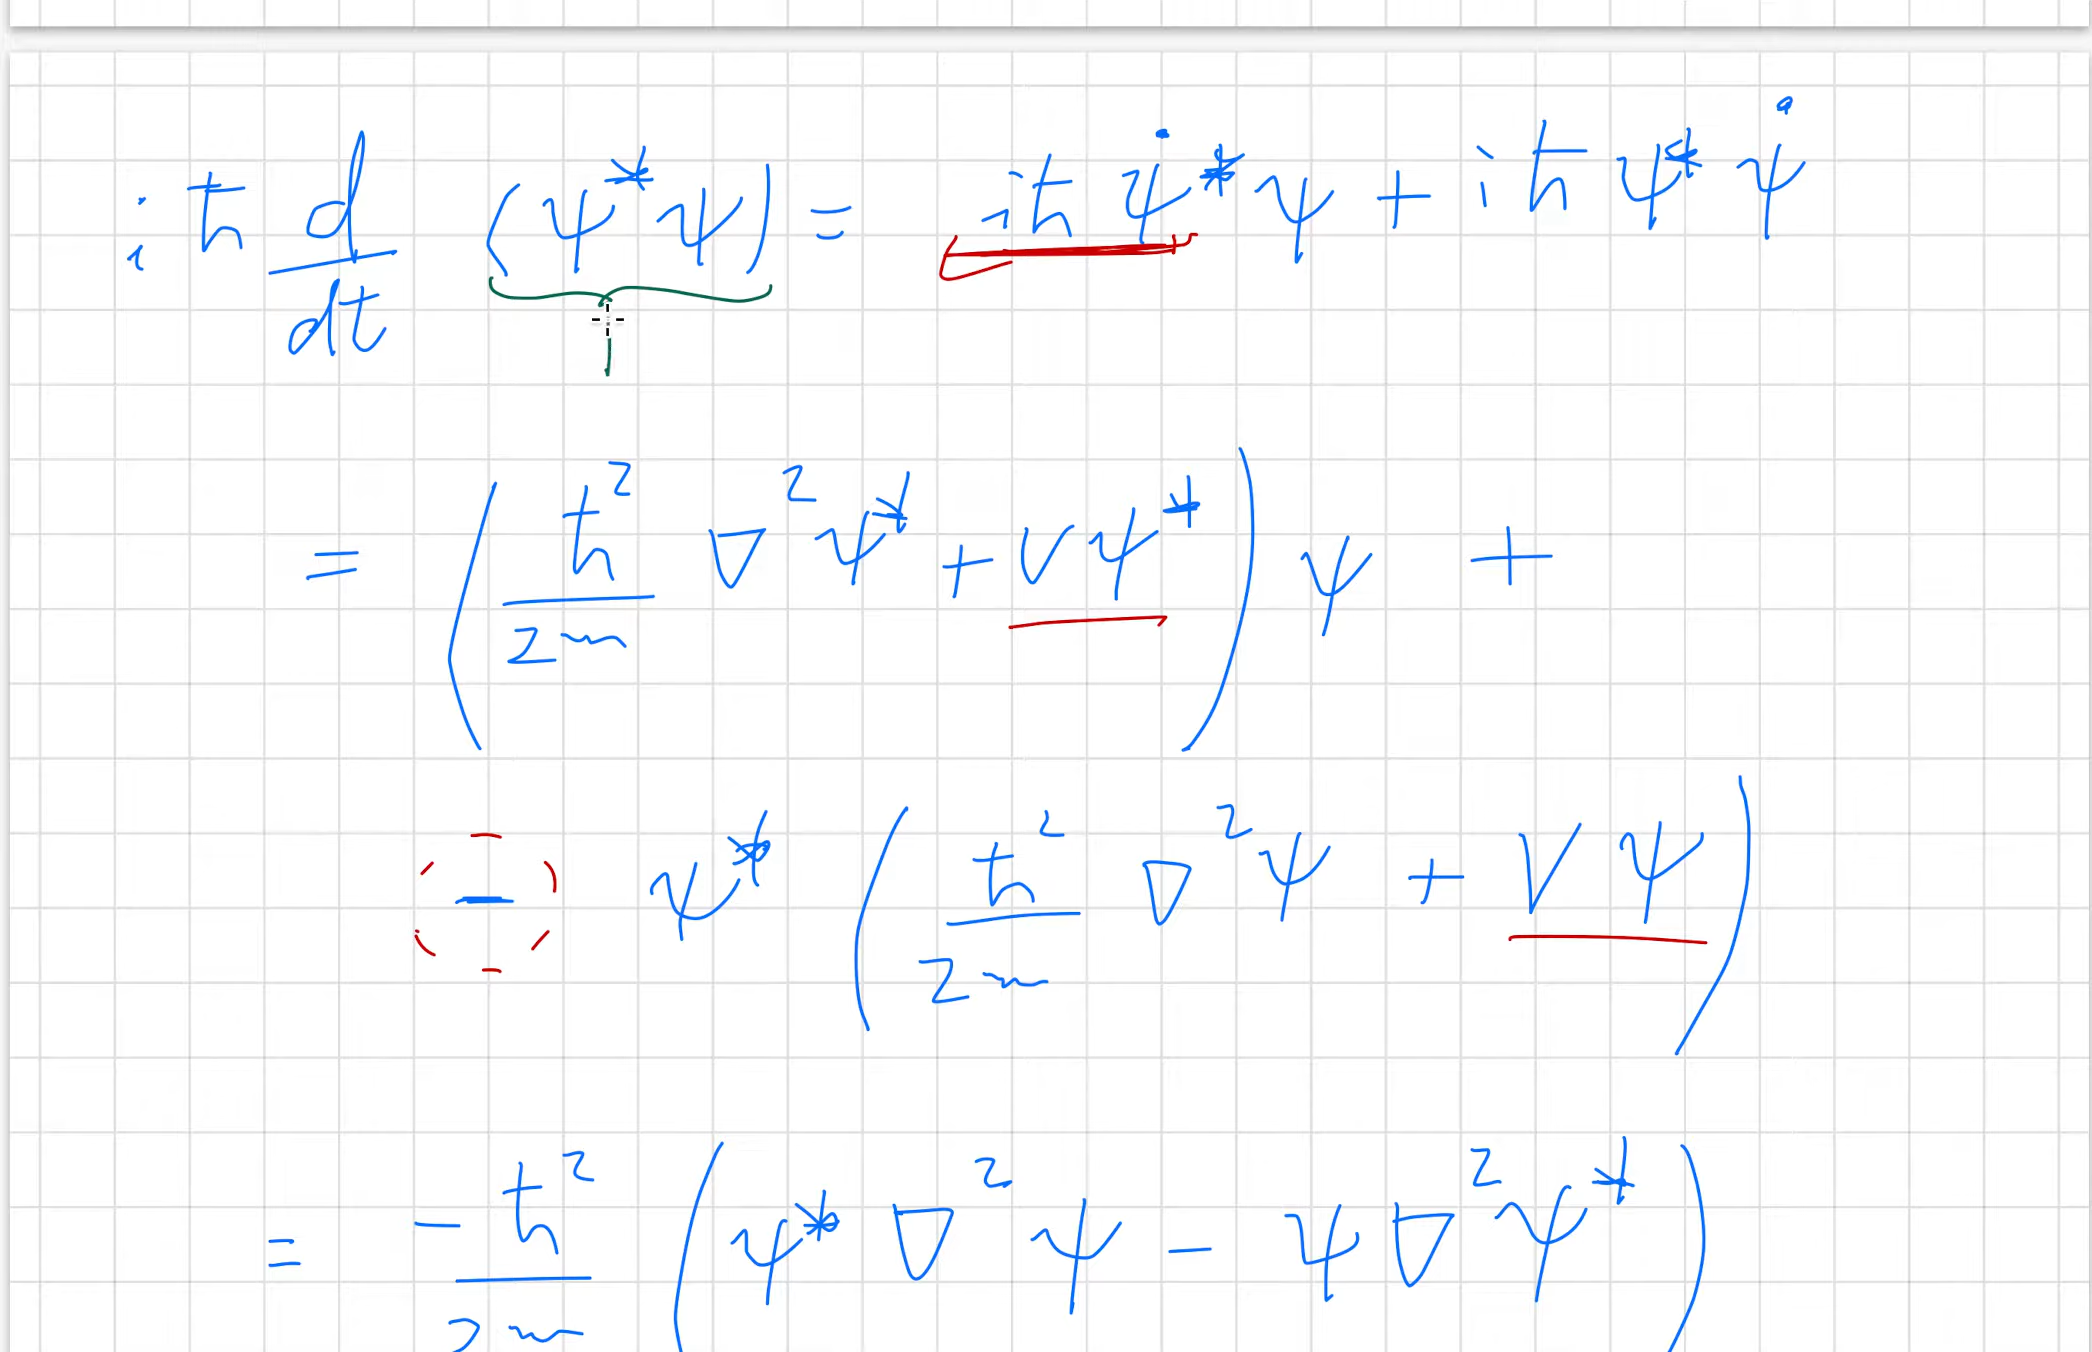 iħ d/dt (ψ*ψ) = iħ ψ̇*ψ + iħ ψ*ψ̇
= (ħ²/2m ∇²ψ* + Vψ*) ψ +
− ψ* (ħ²/2m ∇²ψ + Vψ)
= −ħ²/2m (ψ*∇²ψ − ψ∇²ψ*)